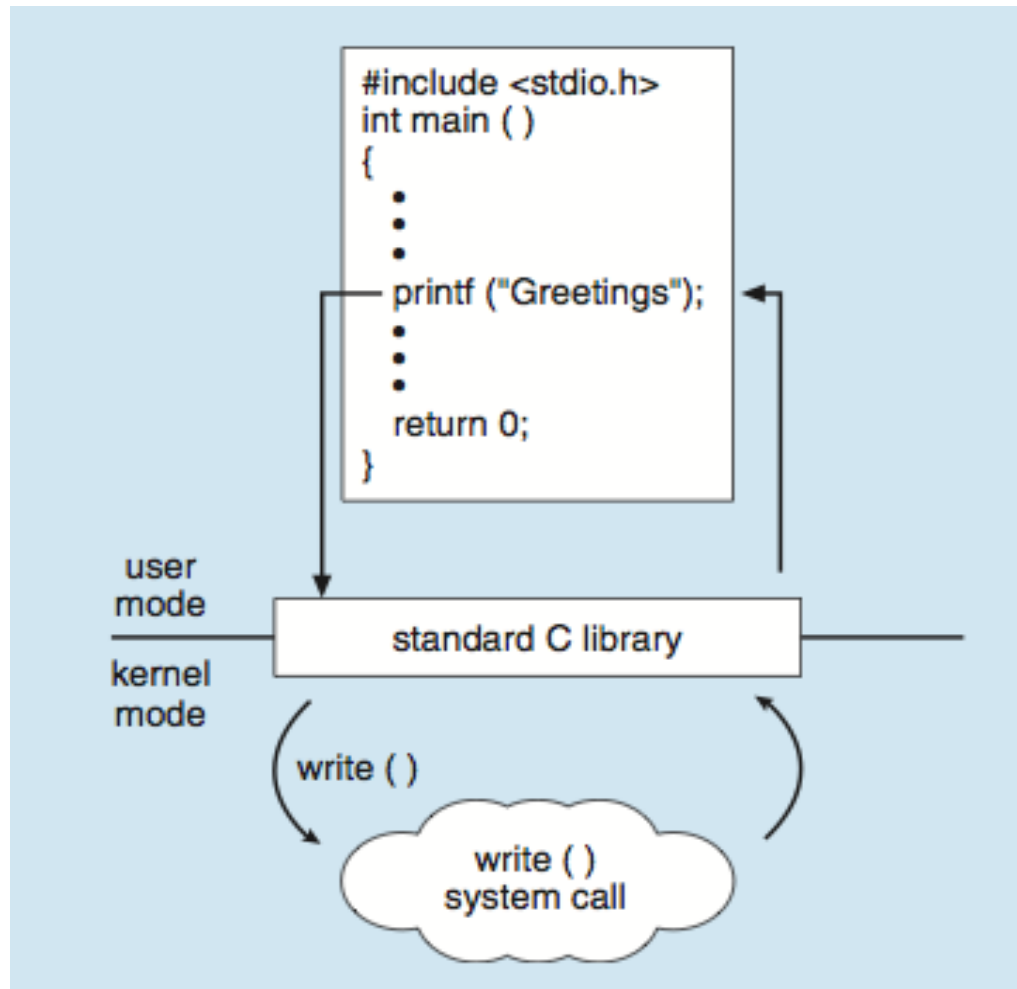 #include <stdio.h>
int main ( )
{
•
•
•
printf ("Greetings");
•
•
•
return 0;
}
user
mode
standard C library
kernel
mode
write ( )
write ( )
system call